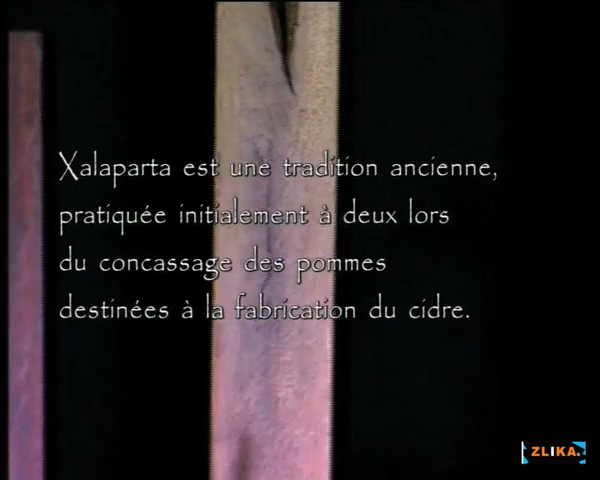 Xalaparta est une tradition ancienne,
pratiquée initialement à deux lors
du concassage des pommes
destinées à la fabrication du cidre.
ZLIKA.